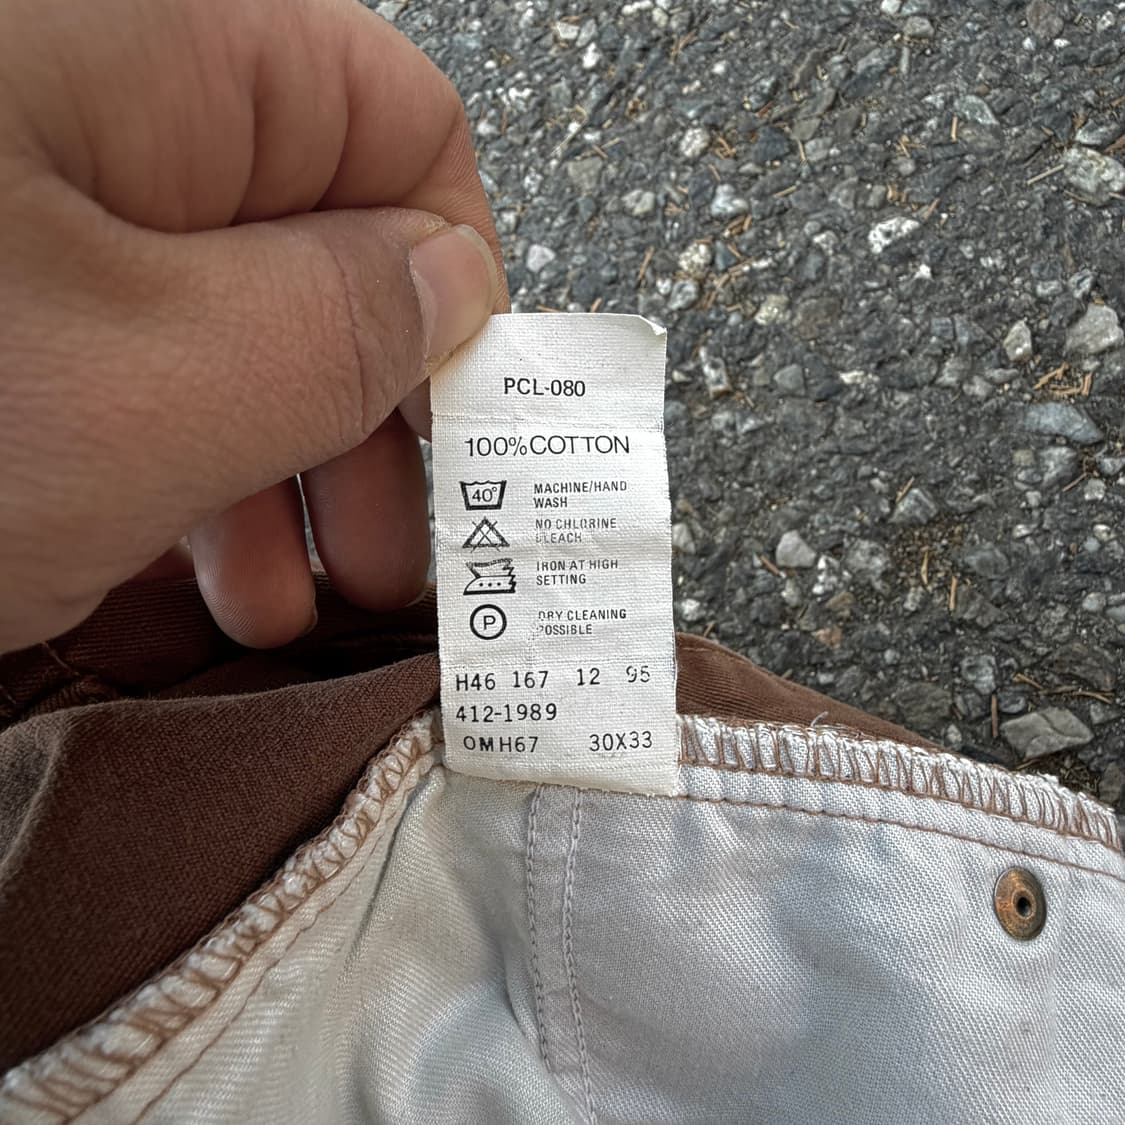 PCL-080
100%COTTON
40°
MACHINE/HAND
WASH
NO CHLORINE
BLEACH
IRON AT HIGH
SETTING
P
DRY CLEANING
POSSIBLE
H46 167 12 95
412-1989
OMH67 30X33